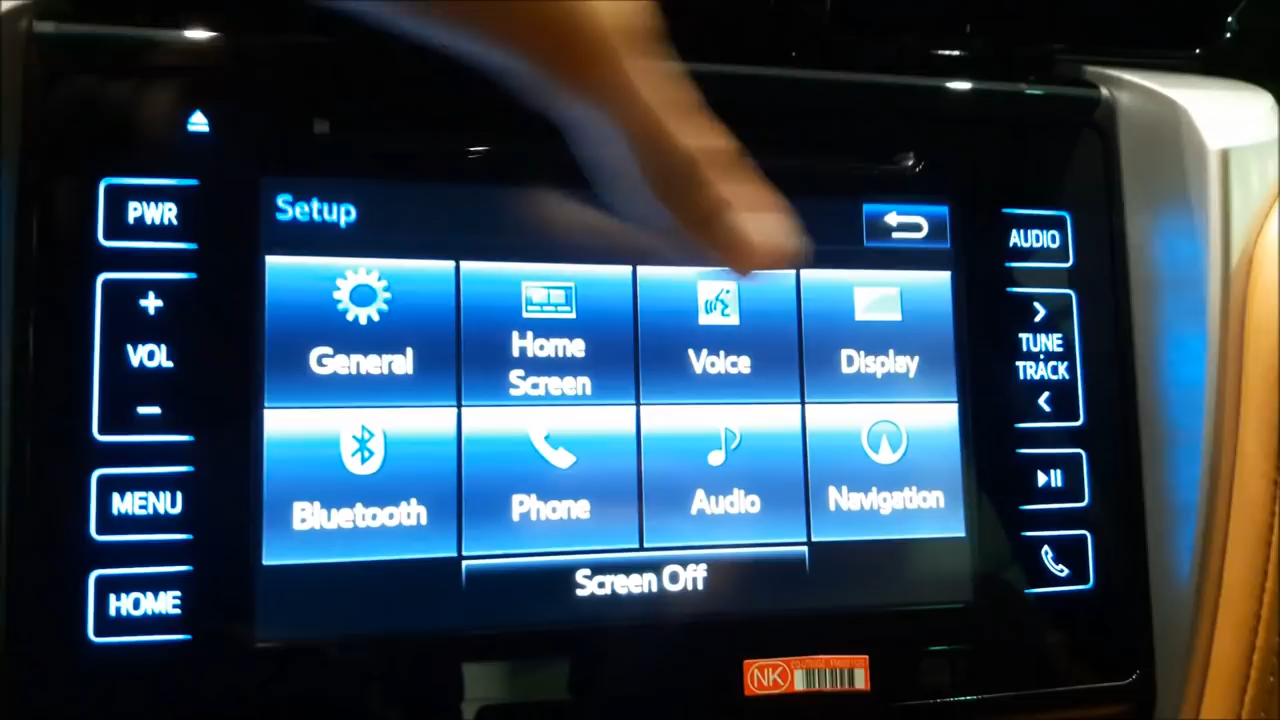 Setup
PWR
AUDIO
+
VOL
−
>
TUNE
TRACK
<
General
Home
Screen
Voice
Display
Bluetooth
Phone
Audio
Navigation
MENU
HOME
Screen Off
NK